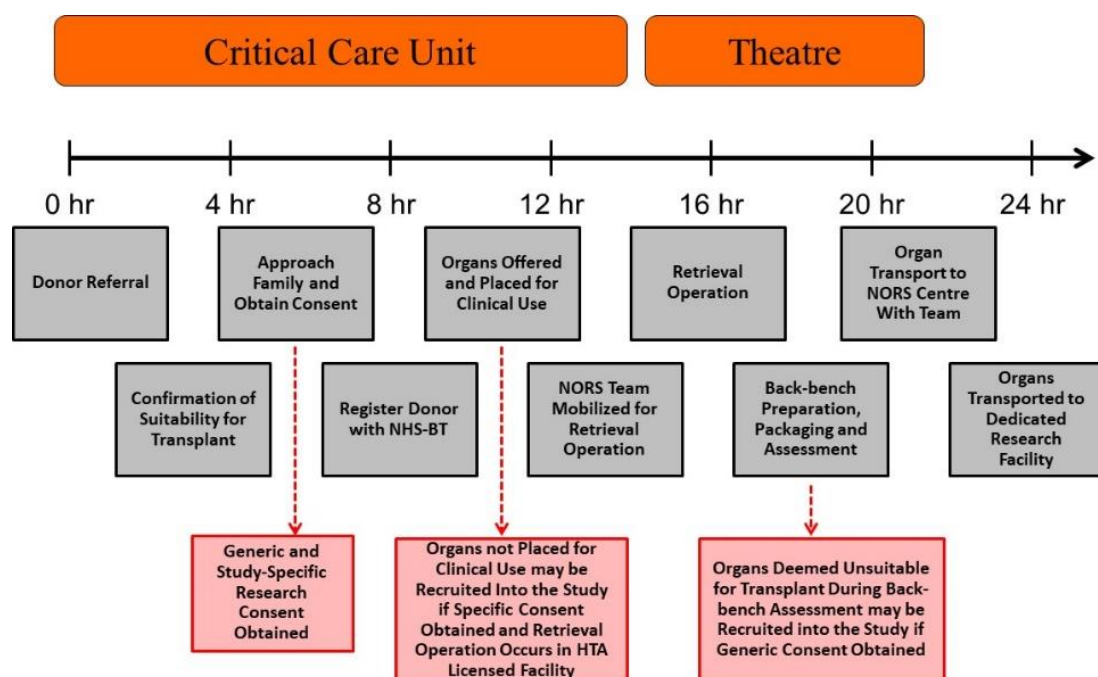 Critical Care Unit
Theatre
0 hr
4 hr
8 hr
12 hr
16 hr
20 hr
24 hr
Donor Referral
Approach
Family and
Obtain Consent
Organs Offered
and Placed for
Clinical Use
Retrieval
Operation
Organ
Transport to
NORS Centre
With Team
Confirmation of
Suitability for
Transplant
Register Donor
with NHS-BT
NORS Team
Mobilized for
Retrieval
Operation
Back-bench
Preparation,
Packaging and
Assessment
Organs
Transported to
Dedicated
Research
Facility
Generic and
Study-Specific
Research
Consent
Obtained
Organs not Placed for
Clinical Use may be
Recruited Into the Study
if Specific Consent
Obtained and Retrieval
Operation Occurs in HTA
Licensed Facility
Organs Deemed Unsuitable
for Transplant During Back-
bench Assessment may be
Recruited into the Study if
Generic Consent Obtained